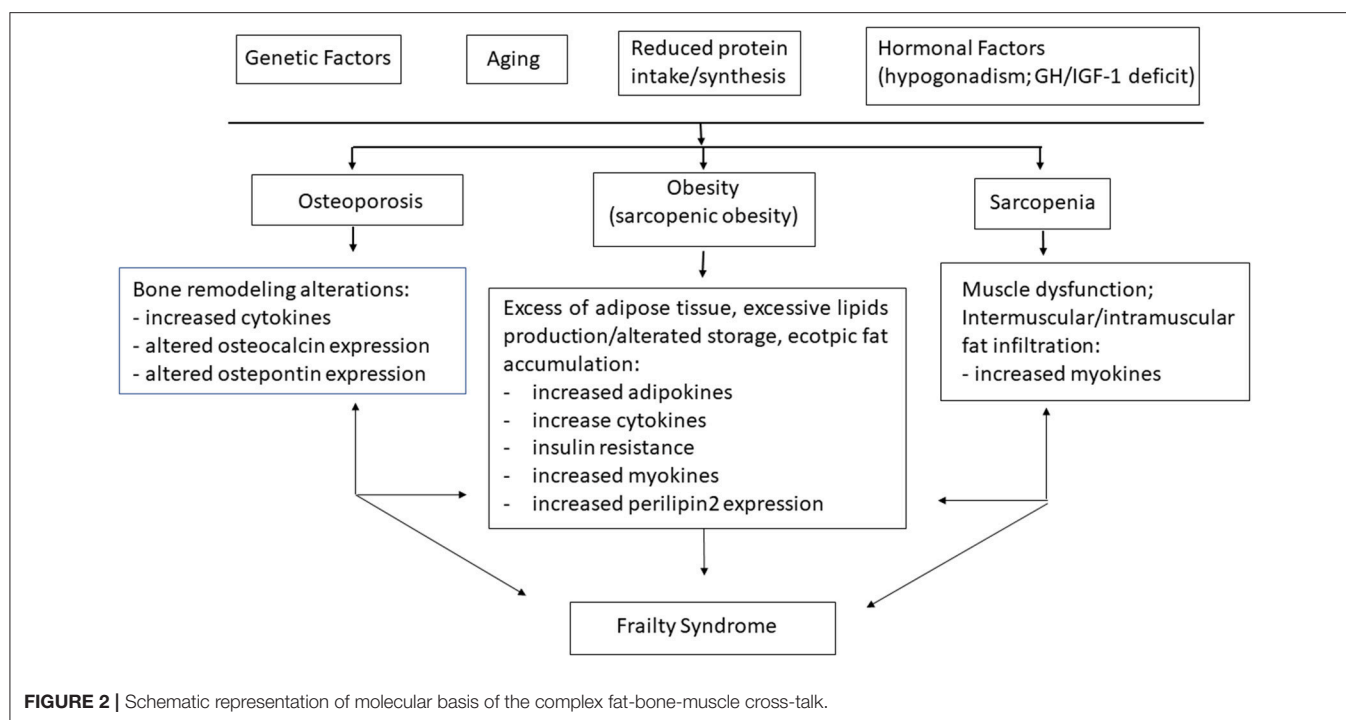 Genetic Factors
Aging
Reduced protein
intake/synthesis
Hormonal Factors
(hypogonadism; GH/IGF-1 deficit)
Osteoporosis
Obesity
(sarcopenic obesity)
Sarcopenia
Bone remodeling alterations:
- increased cytokines
- altered osteocalcin expression
- altered ostepontin expression
Excess of adipose tissue, excessive lipids
production/alterated storage, ecotpic fat
accumulation:
- increased adipokines
- increase cytokines
- insulin resistance
- increased myokines
- increased perilipin2 expression
Muscle dysfunction;
Intermuscular/intramuscular
fat infiltration:
- increased myokines
Frailty Syndrome
FIGURE 2 | Schematic representation of molecular basis of the complex fat-bone-muscle cross-talk.